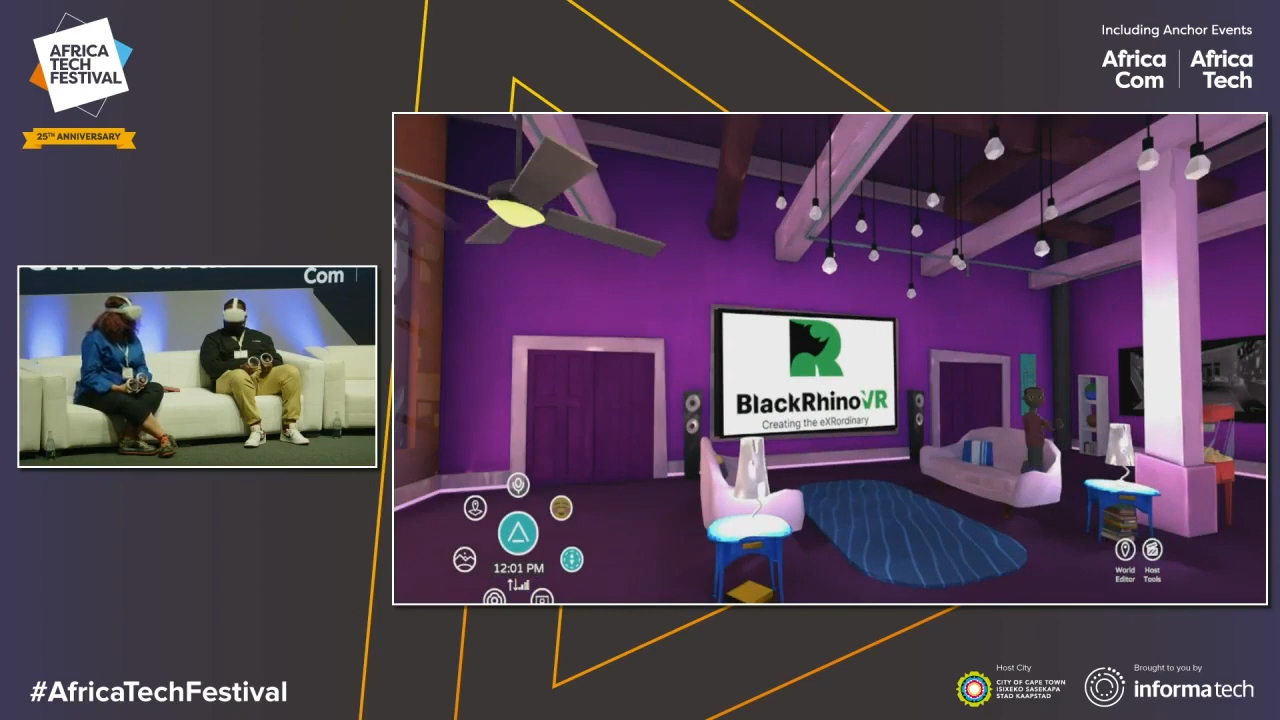 AFRICA
TECH
FESTIVAL
25TH ANNIVERSARY
Including Anchor Events
Africa
Com
Africa
Tech
Com
BlackRhinoVR
Creating the eXRordinary
12:01 PM
World
Editor
Host
Tools
#AfricaTechFestival
Host City
CITY OF CAPE TOWN
ISIXEKO SASEKAPA
STAD KAAPSTAD
Brought to you by
informa tech